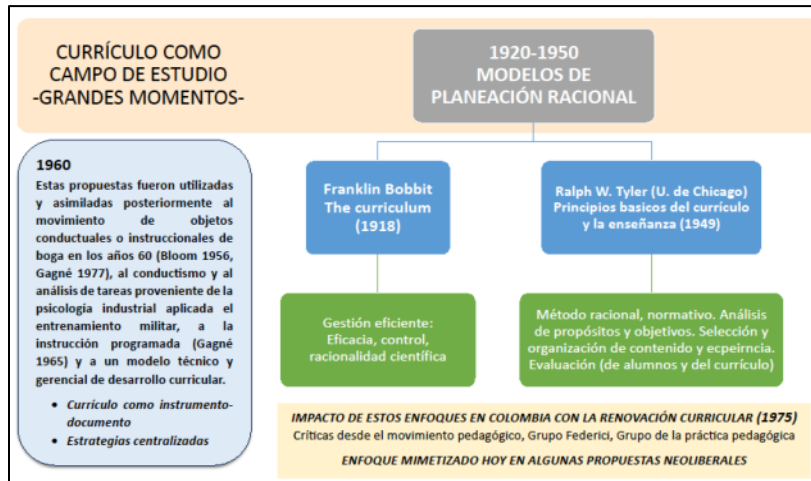 CURRÍCULO COMO
CAMPO DE ESTUDIO
-GRANDES MOMENTOS-
1920-1950
MODELOS DE
PLANEACIÓN RACIONAL
1960
Estas propuestas fueron utilizadas
y asimiladas posteriormente al
movimiento de objetos
conductuales o instruccionales de
boga en los años 60 (Bloom 1956,
Gagné 1977), al conductismo y al
análisis de tareas proveniente de la
psicología industrial aplicada el
entrenamiento militar, a la
instrucción programada (Gagné
1965) y a un modelo técnico y
gerencial de desarrollo curricular.
• Currículo como instrumento-
documento
• Estrategias centralizadas
Franklin Bobbit
The curriculum
(1918)
Ralph W. Tyler (U. de Chicago)
Principios basicos del currículo
y la enseñanza (1949)
Gestión eficiente:
Eficacia, control,
racionalidad científica
Método racional, normativo. Análisis
de propósitos y objetivos. Selección y
organización de contenido y ecpeirncia.
Evaluación (de alumnos y del currículo)
IMPACTO DE ESTOS ENFOQUES EN COLOMBIA CON LA RENOVACIÓN CURRICULAR (1975)
Críticas desde el movimiento pedagógico, Grupo Federici, Grupo de la práctica pedagógica
ENFOQUE MIMETIZADO HOY EN ALGUNAS PROPUESTAS NEOLIBERALES